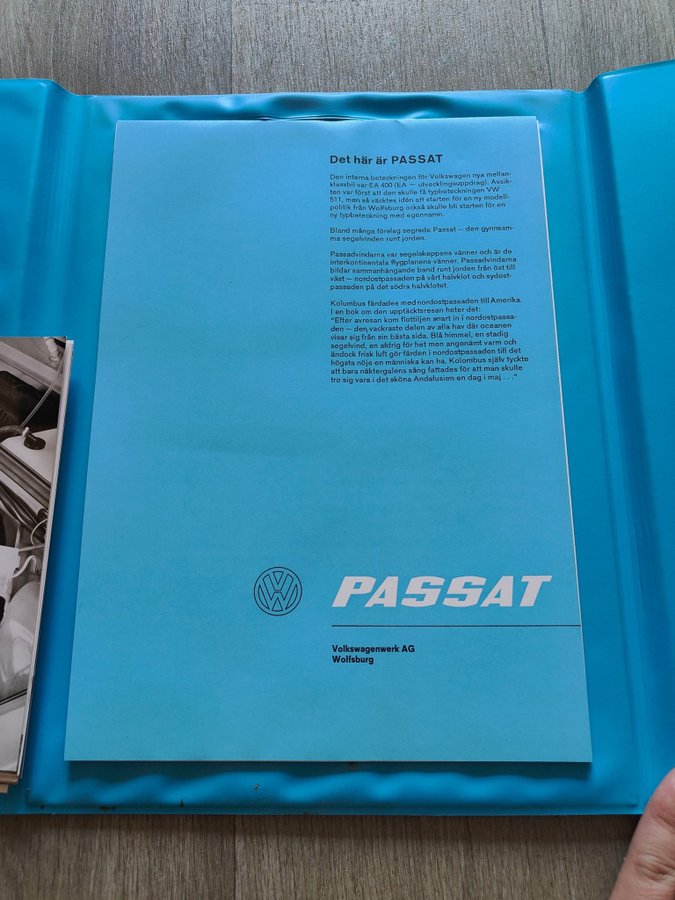 Det här är PASSAT
Den interna beteckningen för Volkswagen nya mellan-
klassbil var EA 400 (EA — utvecklingsuppdrag). Avsik-
ten var först att den skulle få typbeteckningen VW
511, men så väcktes idén att starten för en ny modell-
politik från Wolfsburg också skulle bli starten för en
ny typbeteckning med egennamn.
Bland många förslag segrade Passat — den gynnsam-
ma segelvinden runt jorden.
Passadvindarna var segelskeppens vänner och är de
interkontinentala flygplanens vänner. Passadvindarna
bildar sammanhängande band runt jorden från öst till
väst — nordostpassaden på vårt halvklot och sydost-
passaden på det södra halvklotet.
Kolumbus färdades med nordostpassaden till Amerika.
I en bok om den upptäcktsresan heter det:
"Efter avresan kom flottiljen snart in i nordostpassa-
den — den vackraste delen av alla hav där oceanen
visar sig från sin bästa sida. Blå himmel, en stadig
segelvind, en aldrig för het men angenämt varm och
ändock frisk luft gör färden i nordostpassaden till det
högsta nöje en människa kan ha. Kolombus själv tyckte
att bara näktergalens sång fattades för att man skulle
tro sig vara i det sköna Andalusien en dag i maj . . ."
VW PASSAT
Volkswagenwerk AG
Wolfsburg